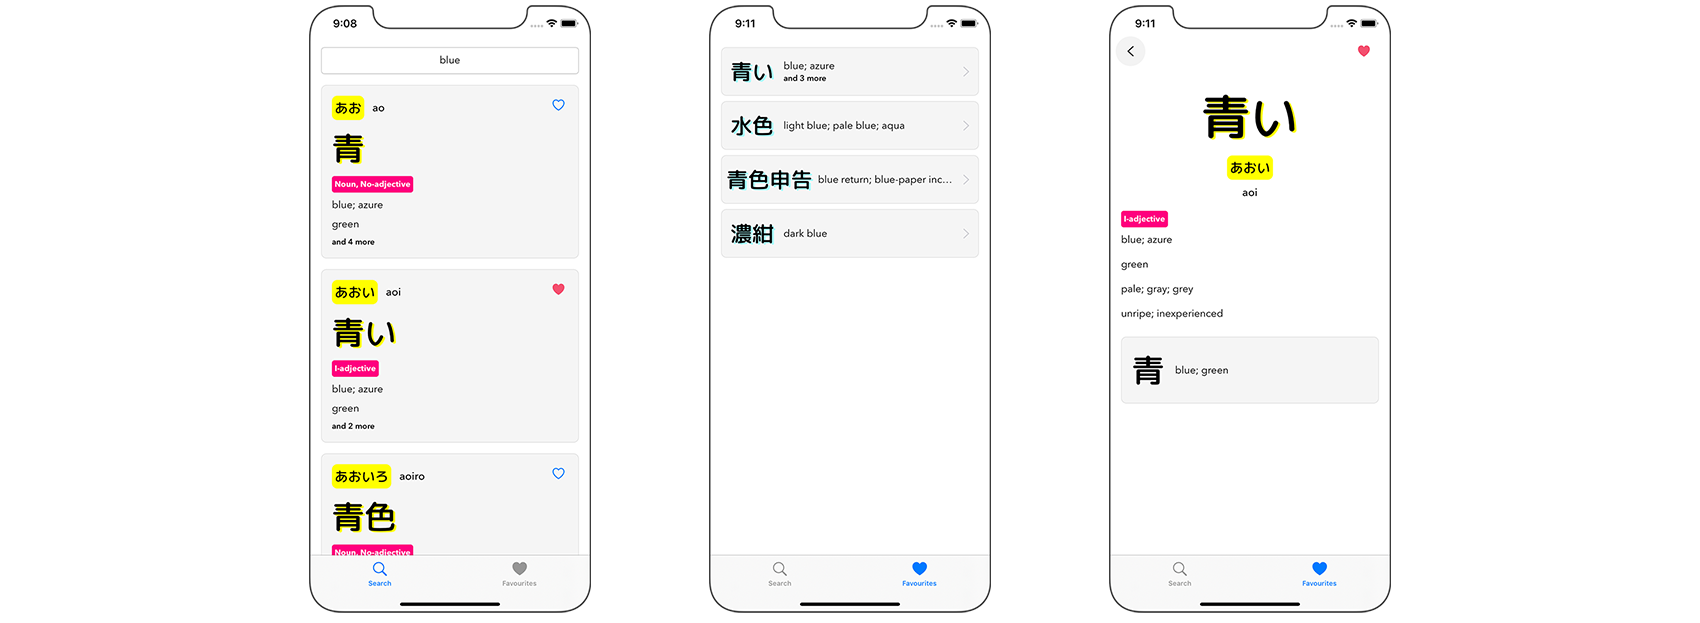 9:08
blue
あお ao
青
Noun, No-adjective
blue; azure
green
and 4 more
あおい aoi
青い
I-adjective
blue; azure
green
and 2 more
あおいろ aoiro
青色
Noun, No-adjective
Search Favourites
9:11
青い blue; azure
and 3 more
水色 light blue; pale blue; aqua
青色申告 blue return; blue-paper inc...
濃紺 dark blue
Search Favourites
9:11
青い
あおい
aoi
I-adjective
blue; azure
green
pale; gray; grey
unripe; inexperienced
青 blue; green
Search Favourites